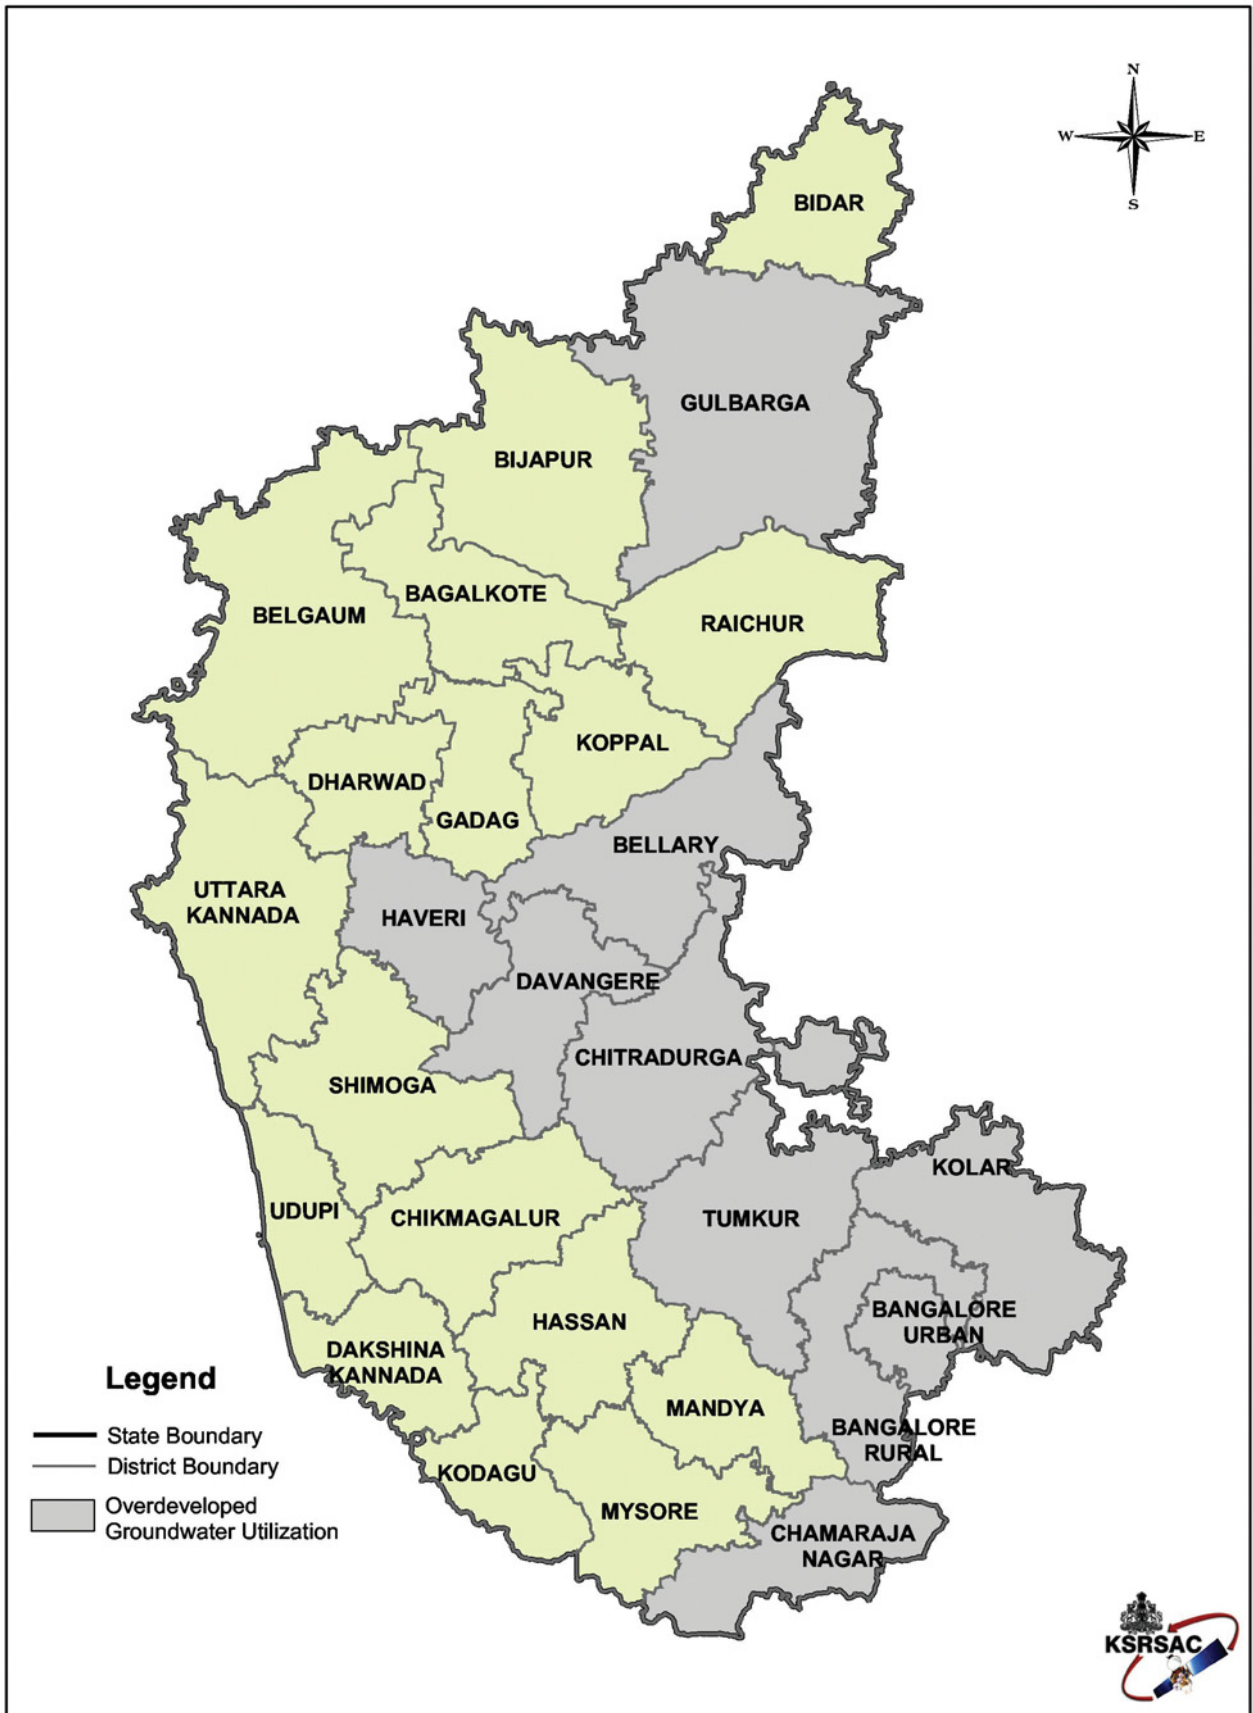 N
W
E
S
BIDAR
GULBARGA
BIJAPUR
BAGALKOTE
BELGAUM
RAICHUR
KOPPAL
DHARWAD
GADAG
BELLARY
UTTARA
KANNADA
HAVERI
DAVANGERE
CHITRADURGA
SHIMOGA
KOLAR
UDUPI
CHIKMAGALUR
TUMKUR
HASSAN
BANGALORE
URBAN
DAKSHINA
KANNADA
MANDYA
BANGALORE
RURAL
KODAGU
MYSORE
CHAMARAJA
NAGAR
Legend
State Boundary
District Boundary
Overdeveloped
Groundwater Utilization
KSRSAC